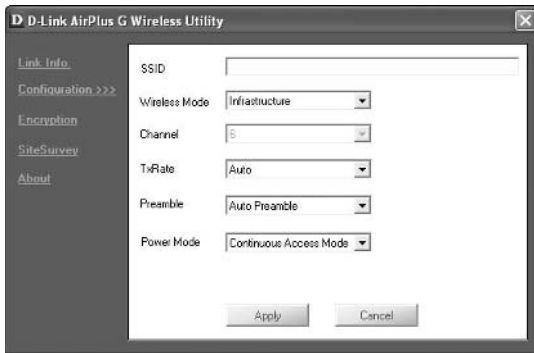 D D-Link AirPlus G Wireless Utility
Link Info.
Configuration >>>
Encryption
SiteSurvey
About
SSID
Wireless Mode Infrastructure
Channel 6
TxRate Auto
Preamble Auto Preamble
Power Mode Continuous Access Mode
Apply Cancel